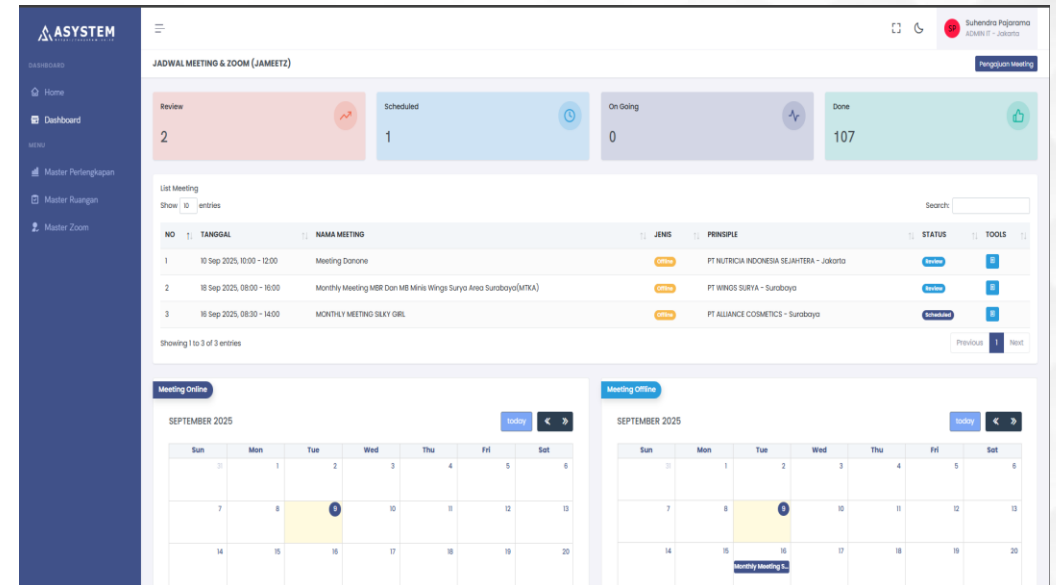 ASYSTEM
Suhendra Pajarama
SP
ADMIN IT - Jakarta
DASHBOARD
JADWAL MEETING & ZOOM (JAMEETZ)
Pengajuan Meeting
Home
Dashboard
MENU
Master Perlengkapan
Master Ruangan
Master Zoom
Review
2
Scheduled
1
On Going
0
Done
107
List Meeting
Show 10 entries
Search:
NO TANGGAL NAMA MEETING JENIS PRINSIPLE STATUS TOOLS
1 10 Sep 2025, 10:00 - 12:00 Meeting Danone Offline PT NUTRICIA INDONESIA SEJAHTERA - Jakarta Review
2 18 Sep 2025, 08:00 - 16:00 Monthly Meeting MBR Dan MB Minis Wings Surya Area Surabaya(MTKA) Offline PT WINGS SURYA - Surabaya Review
3 16 Sep 2025, 08:30 - 14:00 MONTHLY MEETING SILKY GIRL Offline PT ALLIANCE COSMETICS - Surabaya Scheduled
Showing 1 to 3 of 3 entries
Previous 1 Next
Meeting Online
SEPTEMBER 2025
today
Sun Mon Tue Wed Thu Fri Sat
31 1 2 3 4 5 6
7 8 9 10 11 12 13
14 15 16 17 18 19 20
Meeting Offline
SEPTEMBER 2025
today
Sun Mon Tue Wed Thu Fri Sat
31 1 2 3 4 5 6
7 8 9 10 11 12 13
14 15 16 17 18 19 20
Monthly Meeting S...